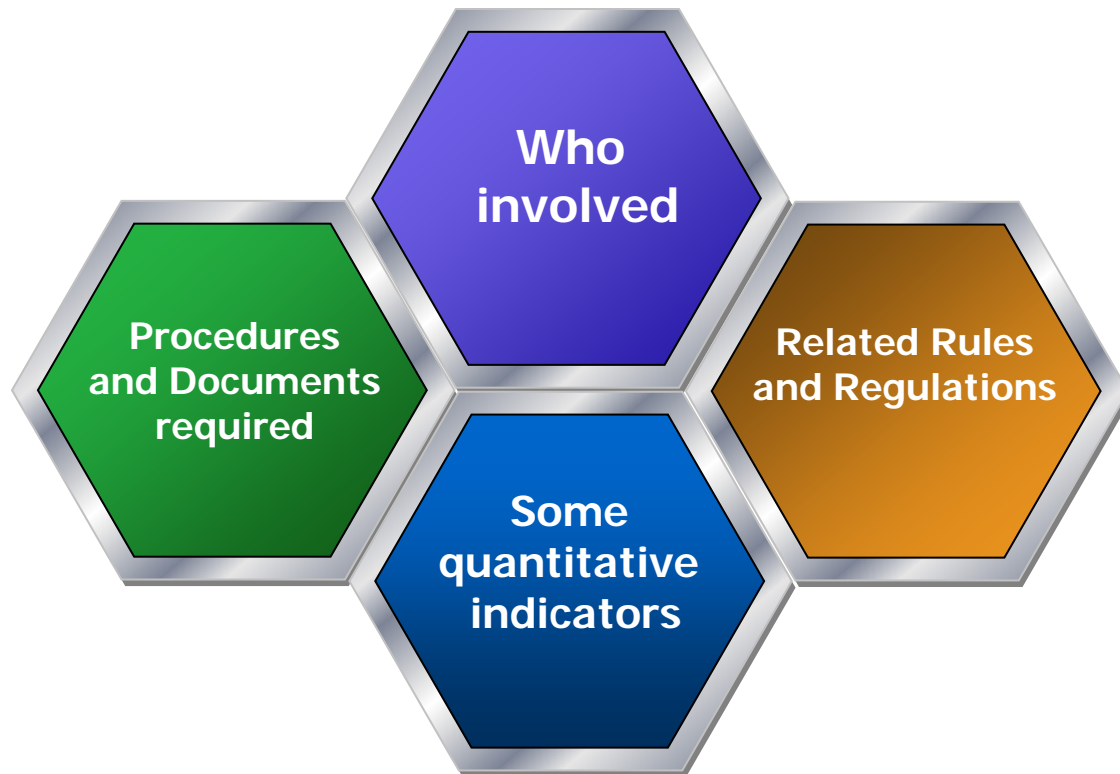 Who
involved
Procedures
and Documents
required
Related Rules
and Regulations
Some
quantitative
indicators